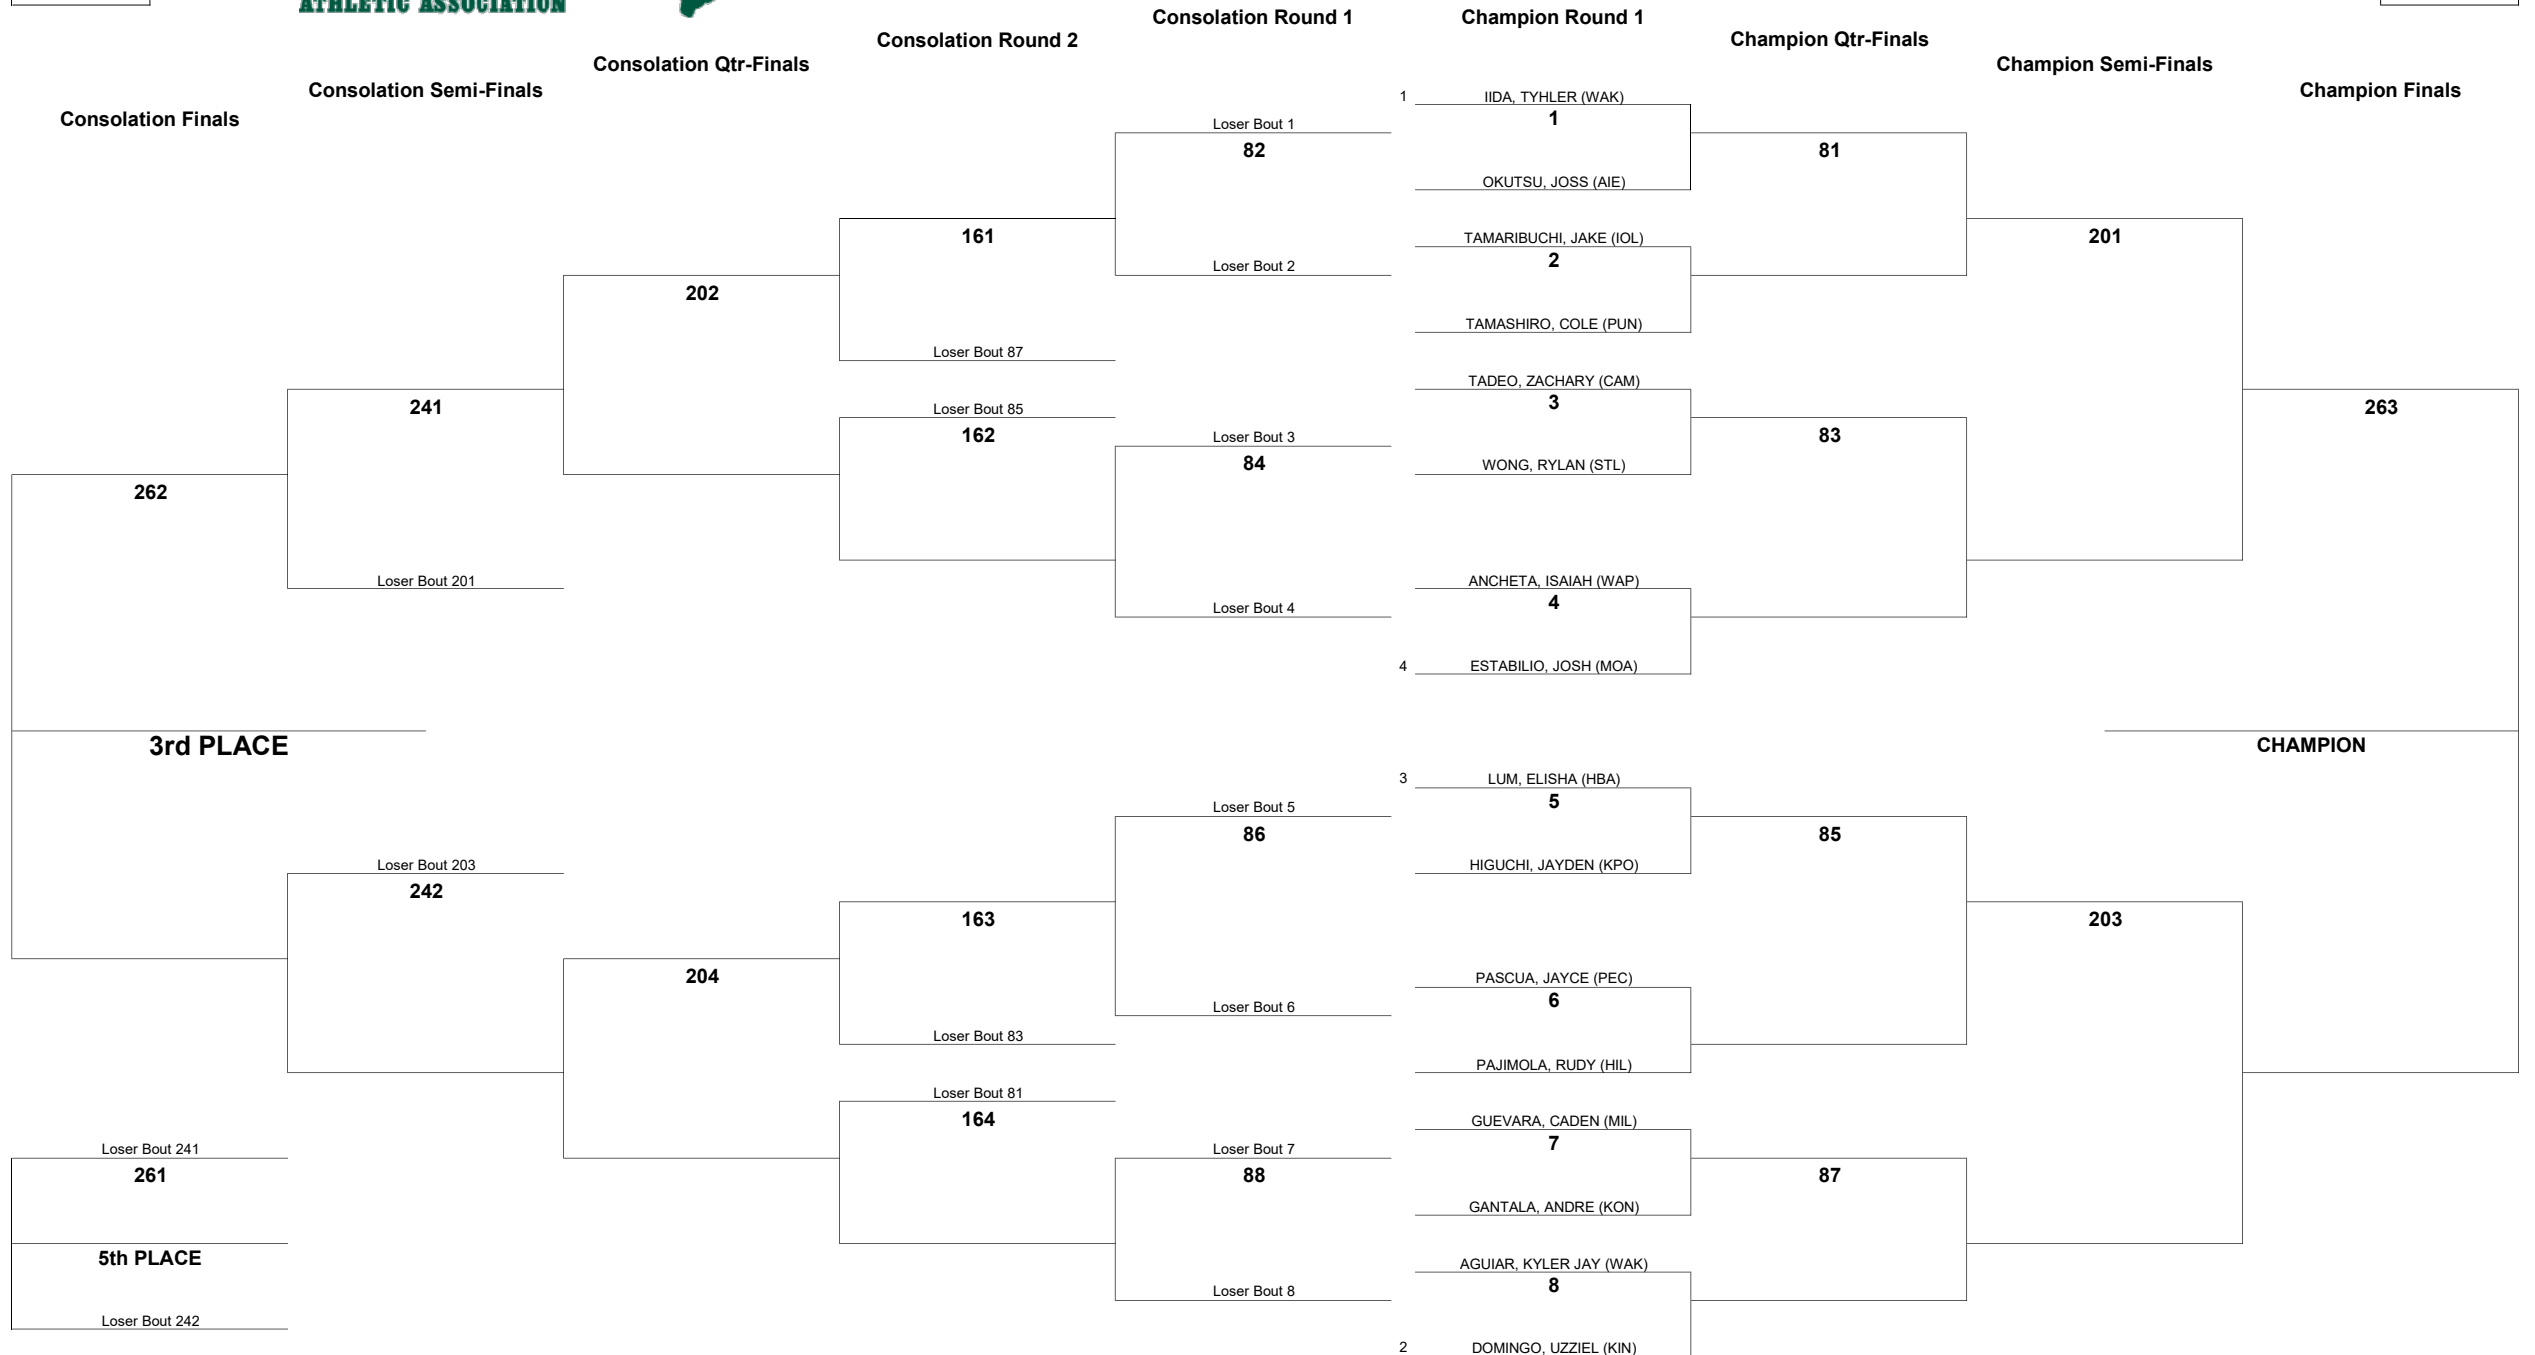 ATHLETIC ASSOCIATION
Consolation Round 1
Champion Round 1
Consolation Round 2
Champion Qtr-Finals
Consolation Qtr-Finals
Champion Semi-Finals
Consolation Semi-Finals
Champion Finals
Consolation Finals
1 IIDA, TYHLER (WAK)
1
Loser Bout 1
82
81
OKUTSU, JOSS (AIE)
161
TAMARIBUCHI, JAKE (IOL)
201
2
Loser Bout 2
202
TAMASHIRO, COLE (PUN)
Loser Bout 87
TADEO, ZACHARY (CAM)
241
3
263
Loser Bout 85
162
Loser Bout 3
83
84
WONG, RYLAN (STL)
262
Loser Bout 201
ANCHETA, ISAIAH (WAP)
4
Loser Bout 4
4 ESTABILIO, JOSH (MOA)
3rd PLACE
CHAMPION
3 LUM, ELISHA (HBA)
5
Loser Bout 5
86
85
Loser Bout 203
HIGUCHI, JAYDEN (KPO)
242
163
203
204
PASCUA, JAYCE (PEC)
6
Loser Bout 6
Loser Bout 83
PAJIMOLA, RUDY (HIL)
Loser Bout 81
164
GUEVARA, CADEN (MIL)
7
Loser Bout 241
Loser Bout 7
261
88
87
GANTALA, ANDRE (KON)
5th PLACE
AGUIAR, KYLER JAY (WAK)
8
Loser Bout 8
Loser Bout 242
2 DOMINGO, UZZIEL (KIN)